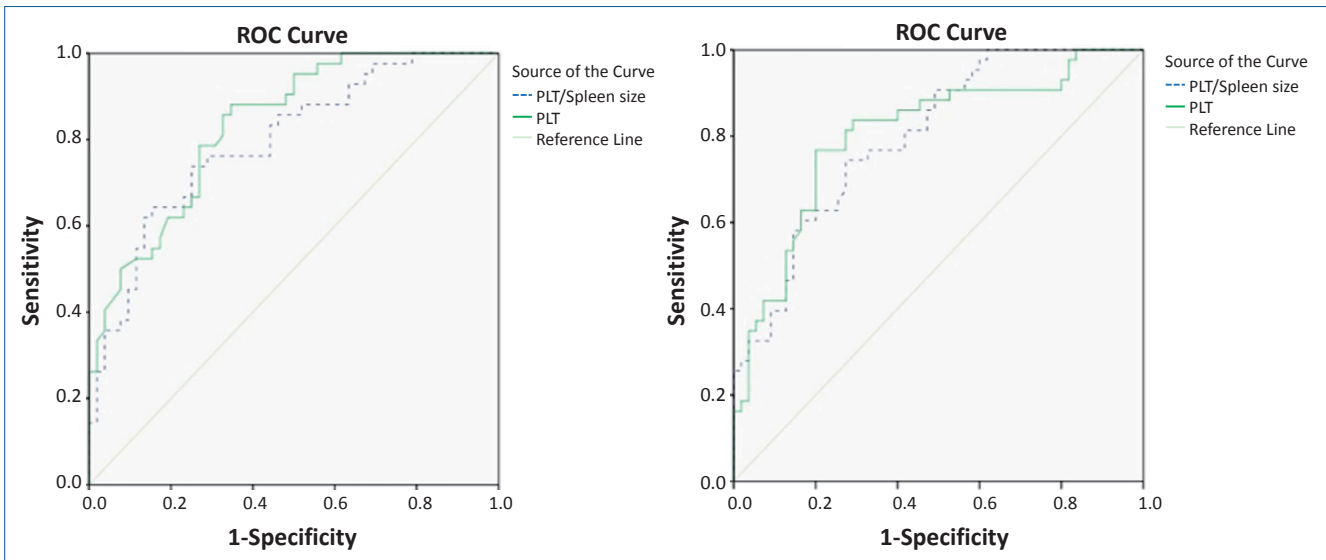 ROC Curve
1.0
0.8
0.6
0.4
0.2
0.0
Sensitivity
0.0 0.2 0.4 0.6 0.8 1.0
1-Specificity
Source of the Curve
PLT/Spleen size
PLT
Reference Line
ROC Curve
1.0
0.8
0.6
0.4
0.2
0.0
Sensitivity
0.0 0.2 0.4 0.6 0.8 1.0
1-Specificity
Source of the Curve
PLT/Spleen size
PLT
Reference Line